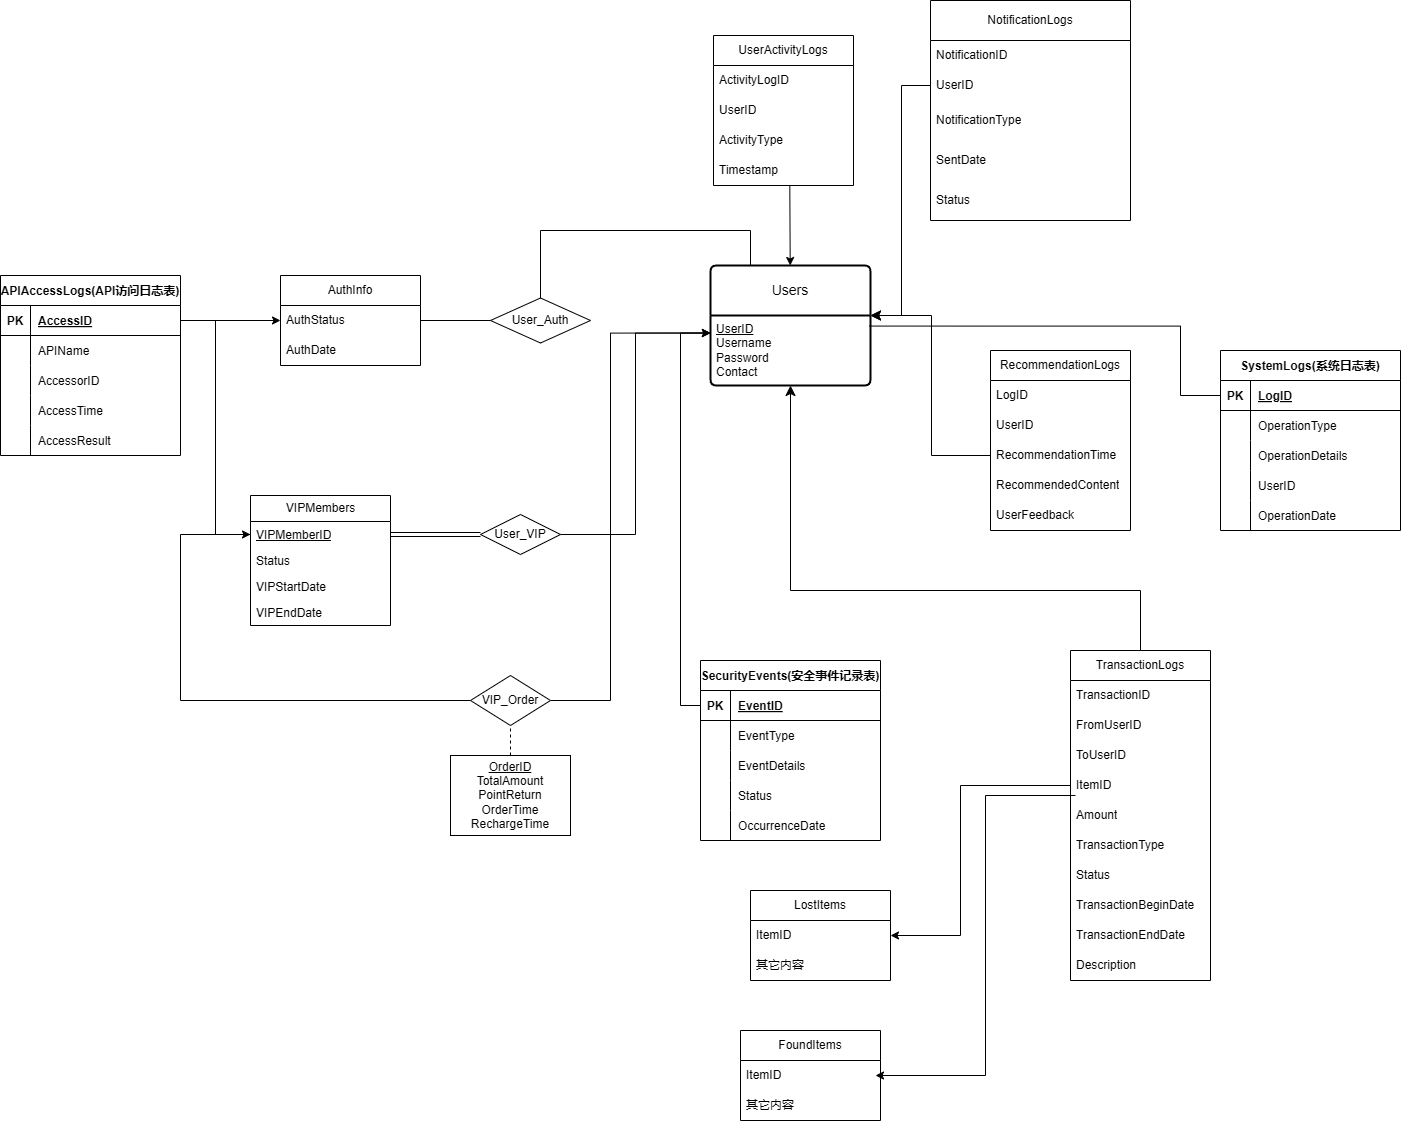 NotificationLogs
NotificationID
UserID
NotificationType
SentDate
Status
UserActivityLogs
ActivityLogID
UserID
ActivityType
Timestamp
APIAccessLogs(API访问日志表)
PK AccessID
APIName
AccessorID
AccessTime
AccessResult
AuthInfo
AuthStatus
AuthDate
User_Auth
Users
UserID
Username
Password
Contact
RecommendationLogs
LogID
UserID
RecommendationTime
RecommendedContent
UserFeedback
SystemLogs(系统日志表)
PK LogID
OperationType
OperationDetails
UserID
OperationDate
VIPMembers
VIPMemberID
Status
VIPStartDate
VIPEndDate
User_VIP
VIP_Order
OrderID
TotalAmount
PointReturn
OrderTime
RechargeTime
SecurityEvents(安全事件记录表)
PK EventID
EventType
EventDetails
Status
OccurrenceDate
TransactionLogs
TransactionID
FromUserID
ToUserID
ItemID
Amount
TransactionType
Status
TransactionBeginDate
TransactionEndDate
Description
LostItems
ItemID
其它内容
FoundItems
ItemID
其它内容